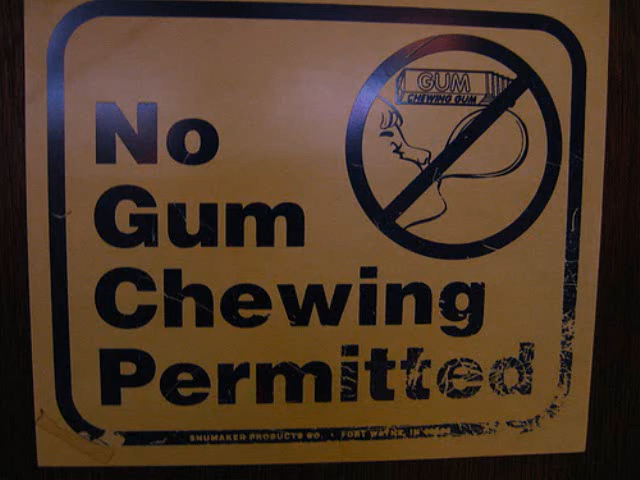 GUM
CHEWING GUM
No
Gum
Chewing
Permitted
SHUMAKER PRODUCTS CO. • FORT WAYNE, IN